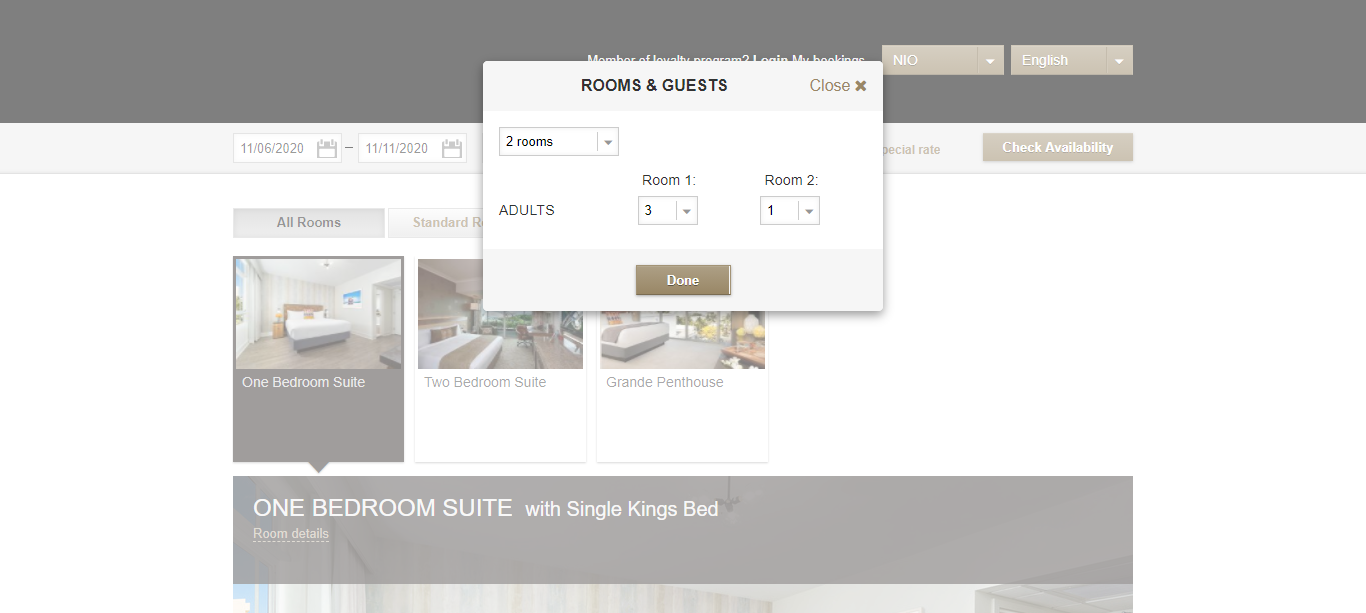 Member of loyalty program? Login My bookings
NIO
English
ROOMS & GUESTS
Close ✖
11/06/2020 – 11/11/2020
2 rooms
pecial rate
Check Availability
Room 1: Room 2:
ADULTS 3 1
All Rooms
Standard R
Done
One Bedroom Suite
Two Bedroom Suite
Grande Penthouse
ONE BEDROOM SUITE with Single Kings Bed
Room details